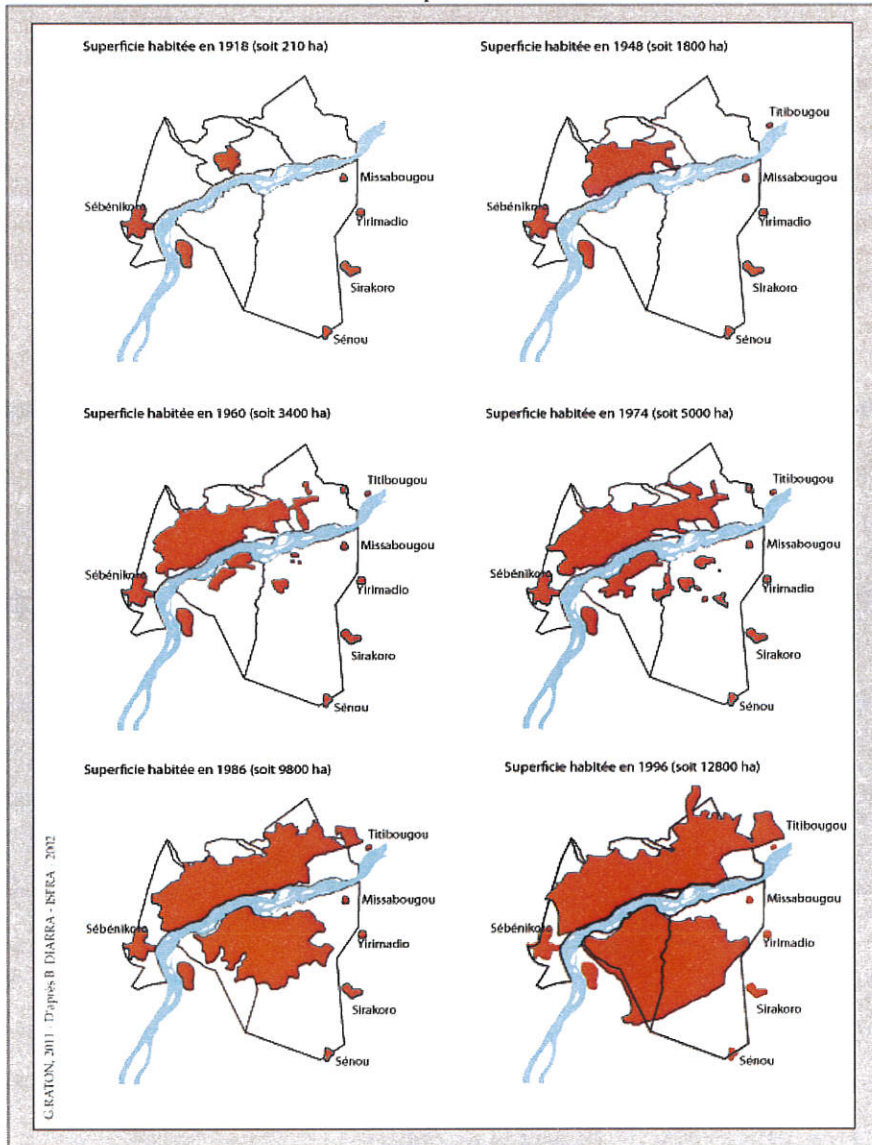 Superficie habitée en 1918 (soit 210 ha)
Sébénikoro
Missabougou
Yirimadio
Sirakoro
Sénou
Superficie habitée en 1948 (soit 1800 ha)
Titibougou
Sébénikoro
Missabougou
Yirimadio
Sirakoro
Sénou
Superficie habitée en 1960 (soit 3400 ha)
Titibougou
Sébénikoro
Missabougou
Yirimadio
Sirakoro
Sénou
Superficie habitée en 1974 (soit 5000 ha)
Titibougou
Sébénikoro
Missabougou
Yirimadio
Sirakoro
Sénou
Superficie habitée en 1986 (soit 9800 ha)
Titibougou
Sébénikoro
Missabougou
Yirimadio
Sirakoro
Sénou
Superficie habitée en 1996 (soit 12800 ha)
Titibougou
Sébénikoro
Missabougou
Yirimadio
Sirakoro
Sénou
G.RATON, 2011 - D'après B. DIARRA - ISFRA 2002